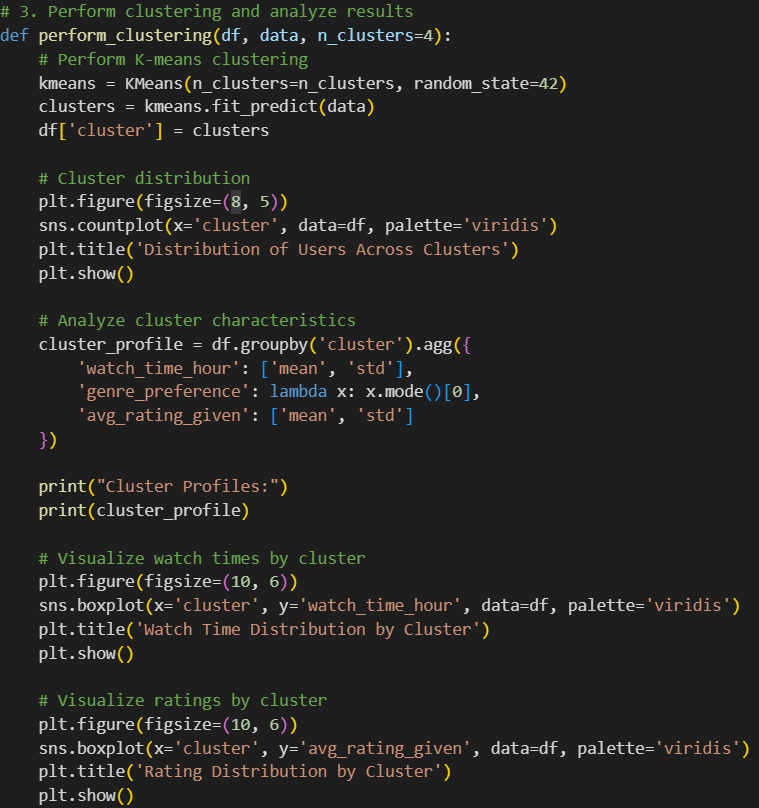 # 3. Perform clustering and analyze results
def perform_clustering(df, data, n_clusters=4):
    # Perform K-means clustering
    kmeans = KMeans(n_clusters=n_clusters, random_state=42)
    clusters = kmeans.fit_predict(data)
    df['cluster'] = clusters

    # Cluster distribution
    plt.figure(figsize=(8, 5))
    sns.countplot(x='cluster', data=df, palette='viridis')
    plt.title('Distribution of Users Across Clusters')
    plt.show()

    # Analyze cluster characteristics
    cluster_profile = df.groupby('cluster').agg({
        'watch_time_hour': ['mean', 'std'],
        'genre_preference': lambda x: x.mode()[0],
        'avg_rating_given': ['mean', 'std']
    })

    print("Cluster Profiles:")
    print(cluster_profile)

    # Visualize watch times by cluster
    plt.figure(figsize=(10, 6))
    sns.boxplot(x='cluster', y='watch_time_hour', data=df, palette='viridis')
    plt.title('Watch Time Distribution by Cluster')
    plt.show()

    # Visualize ratings by cluster
    plt.figure(figsize=(10, 6))
    sns.boxplot(x='cluster', y='avg_rating_given', data=df, palette='viridis')
    plt.title('Rating Distribution by Cluster')
    plt.show()